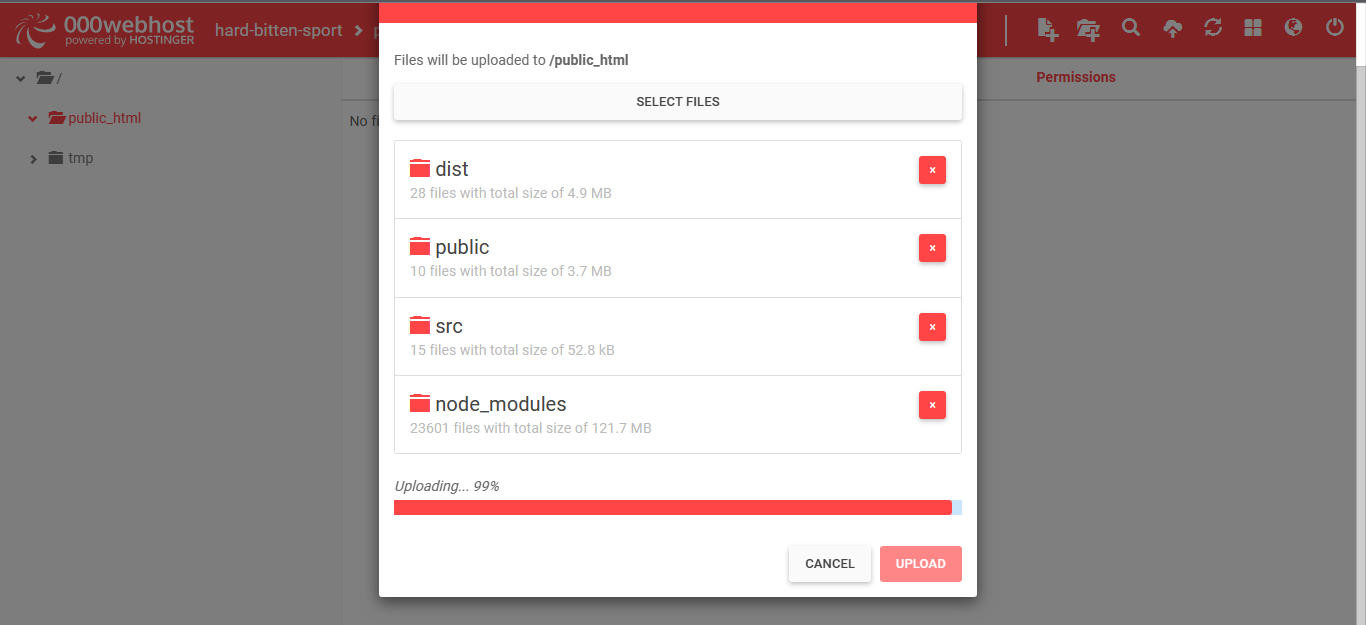 000webhost
powered by HOSTINGER
hard-bitten-sport
/
public_html
tmp
No fi
Permissions
Files will be uploaded to /public_html
SELECT FILES
dist
×
28 files with total size of 4.9 MB
public
×
10 files with total size of 3.7 MB
src
×
15 files with total size of 52.8 kB
node_modules
×
23601 files with total size of 121.7 MB
Uploading... 99%
CANCEL
UPLOAD